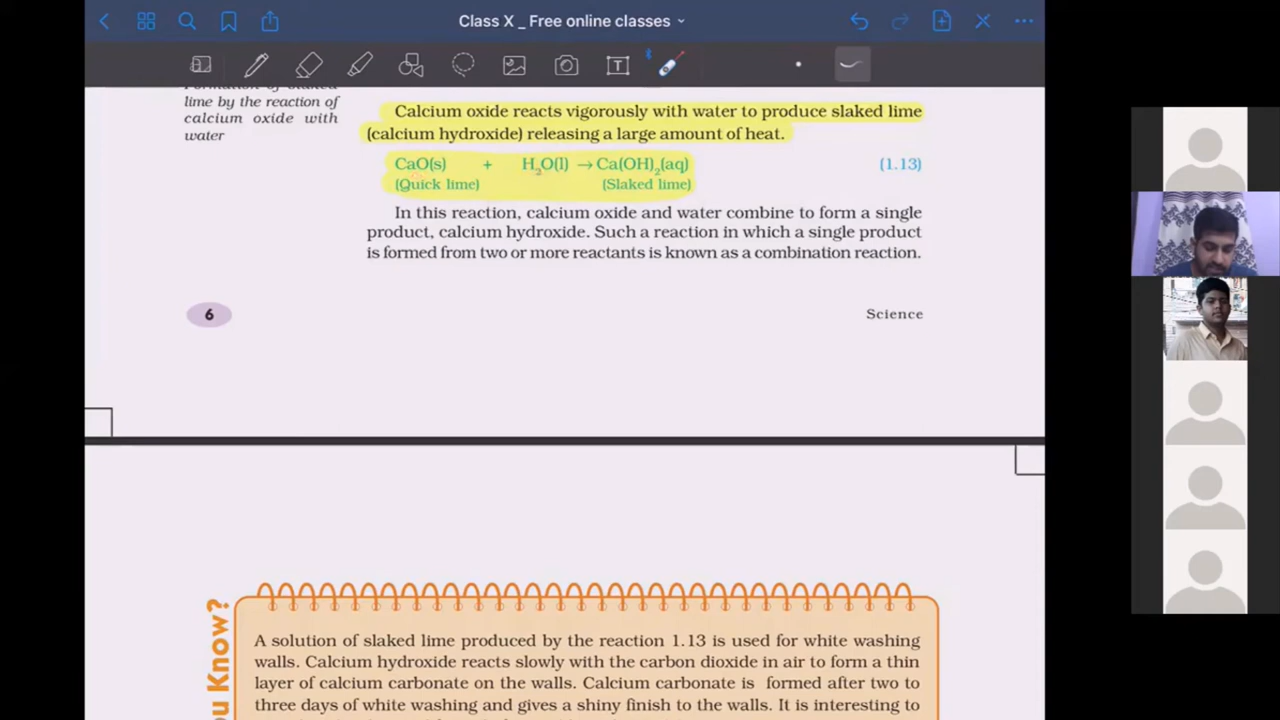 Class X _ Free online classes
Formation of slaked
lime by the reaction of
calcium oxide with
water
Calcium oxide reacts vigorously with water to produce slaked lime
(calcium hydroxide) releasing a large amount of heat.
CaO(s) + H₂O(l) → Ca(OH)₂(aq) (1.13)
(Quick lime) (Slaked lime)
In this reaction, calcium oxide and water combine to form a single
product, calcium hydroxide. Such a reaction in which a single product
is formed from two or more reactants is known as a combination reaction.
6 Science
ou Know?
A solution of slaked lime produced by the reaction 1.13 is used for white washing
walls. Calcium hydroxide reacts slowly with the carbon dioxide in air to form a thin
layer of calcium carbonate on the walls. Calcium carbonate is formed after two to
three days of white washing and gives a shiny finish to the walls. It is interesting to